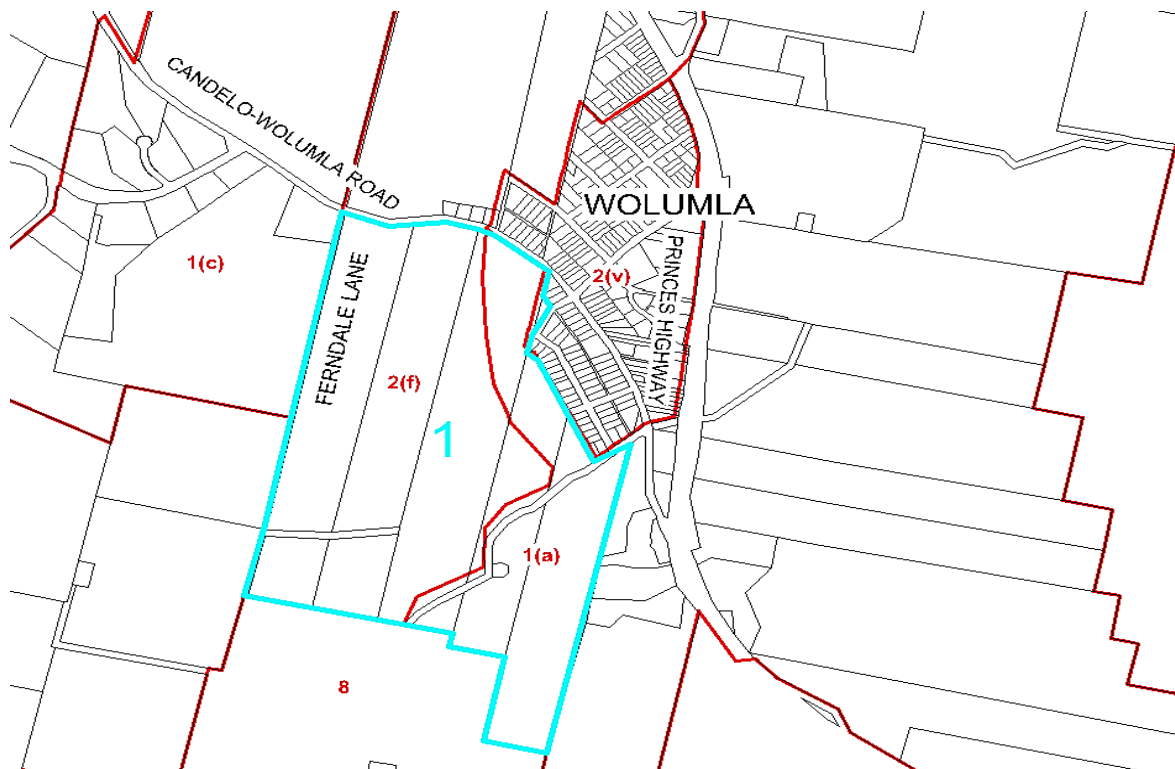 CANDELO-WOLUMLA ROAD
WOLUMLA
1(c)
2(v)
PRINCES HIGHWAY
FERNDALE LANE
2(f)
1
1(a)
8